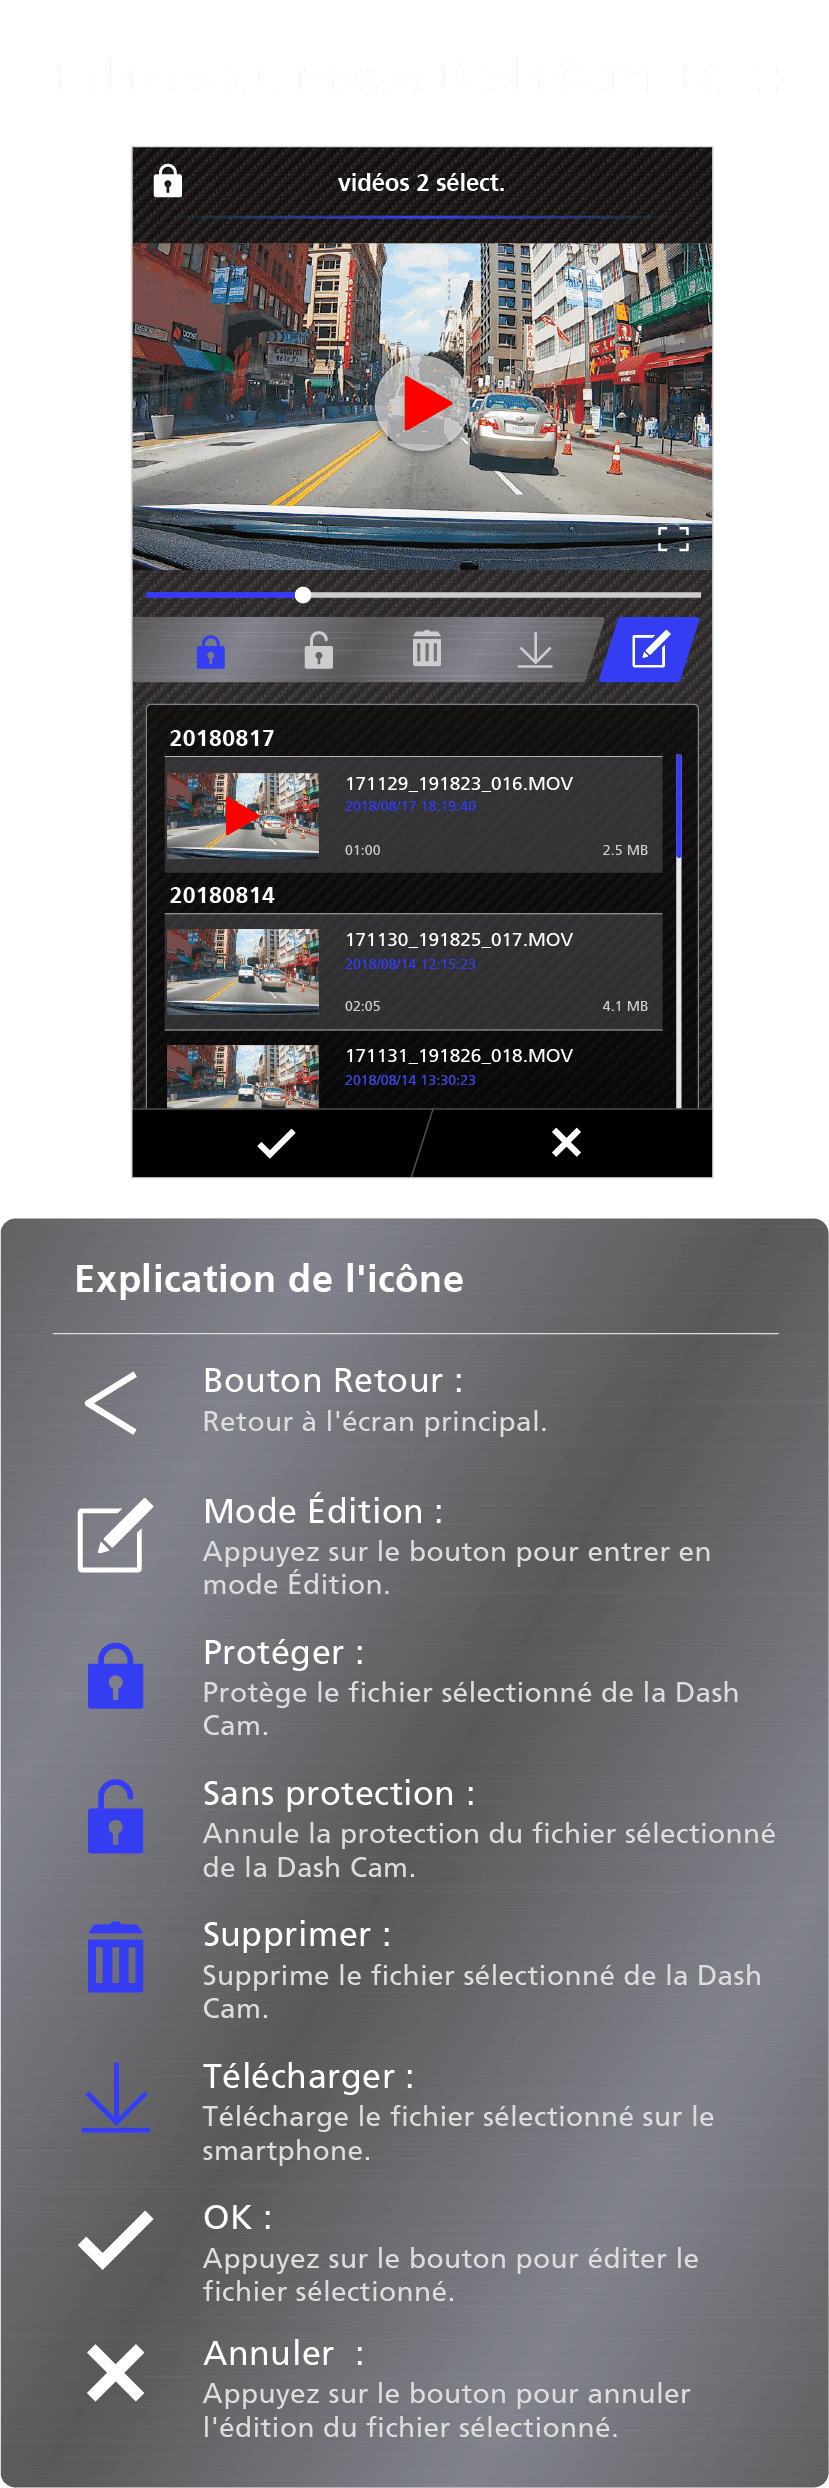 vidéos 2 sélect.
20180817
171129_191823_016.MOV
2018/08/17 18:19:40
01:00 2.5 MB
20180814
171130_191825_017.MOV
2018/08/14 12:15:23
02:05 4.1 MB
171131_191826_018.MOV
2018/08/14 13:30:23
Explication de l'icône
Bouton Retour :
Retour à l'écran principal.
Mode Édition :
Appuyez sur le bouton pour entrer en
mode Édition.
Protéger :
Protège le fichier sélectionné de la Dash
Cam.
Sans protection :
Annule la protection du fichier sélectionné
de la Dash Cam.
Supprimer :
Supprime le fichier sélectionné de la Dash
Cam.
Télécharger :
Télécharge le fichier sélectionné sur le
smartphone.
OK :
Appuyez sur le bouton pour éditer le
fichier sélectionné.
Annuler :
Appuyez sur le bouton pour annuler
l'édition du fichier sélectionné.